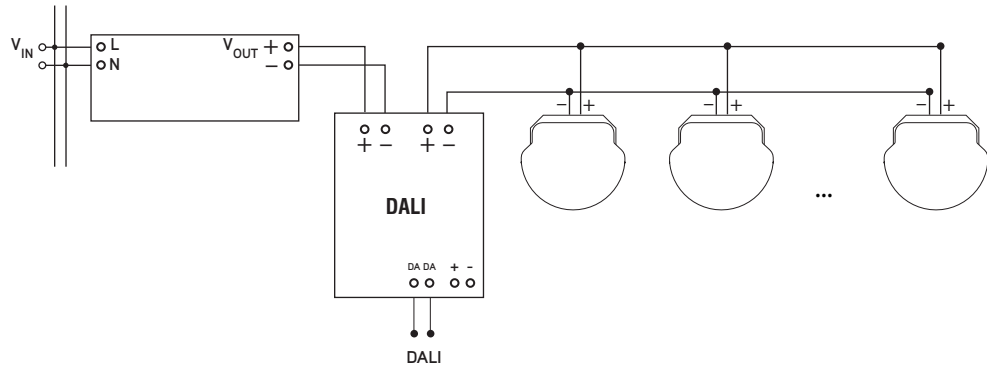 V_IN L V_OUT +
N −
− + − + − +
+ − + −
DALI
...
DA DA + -
DALI